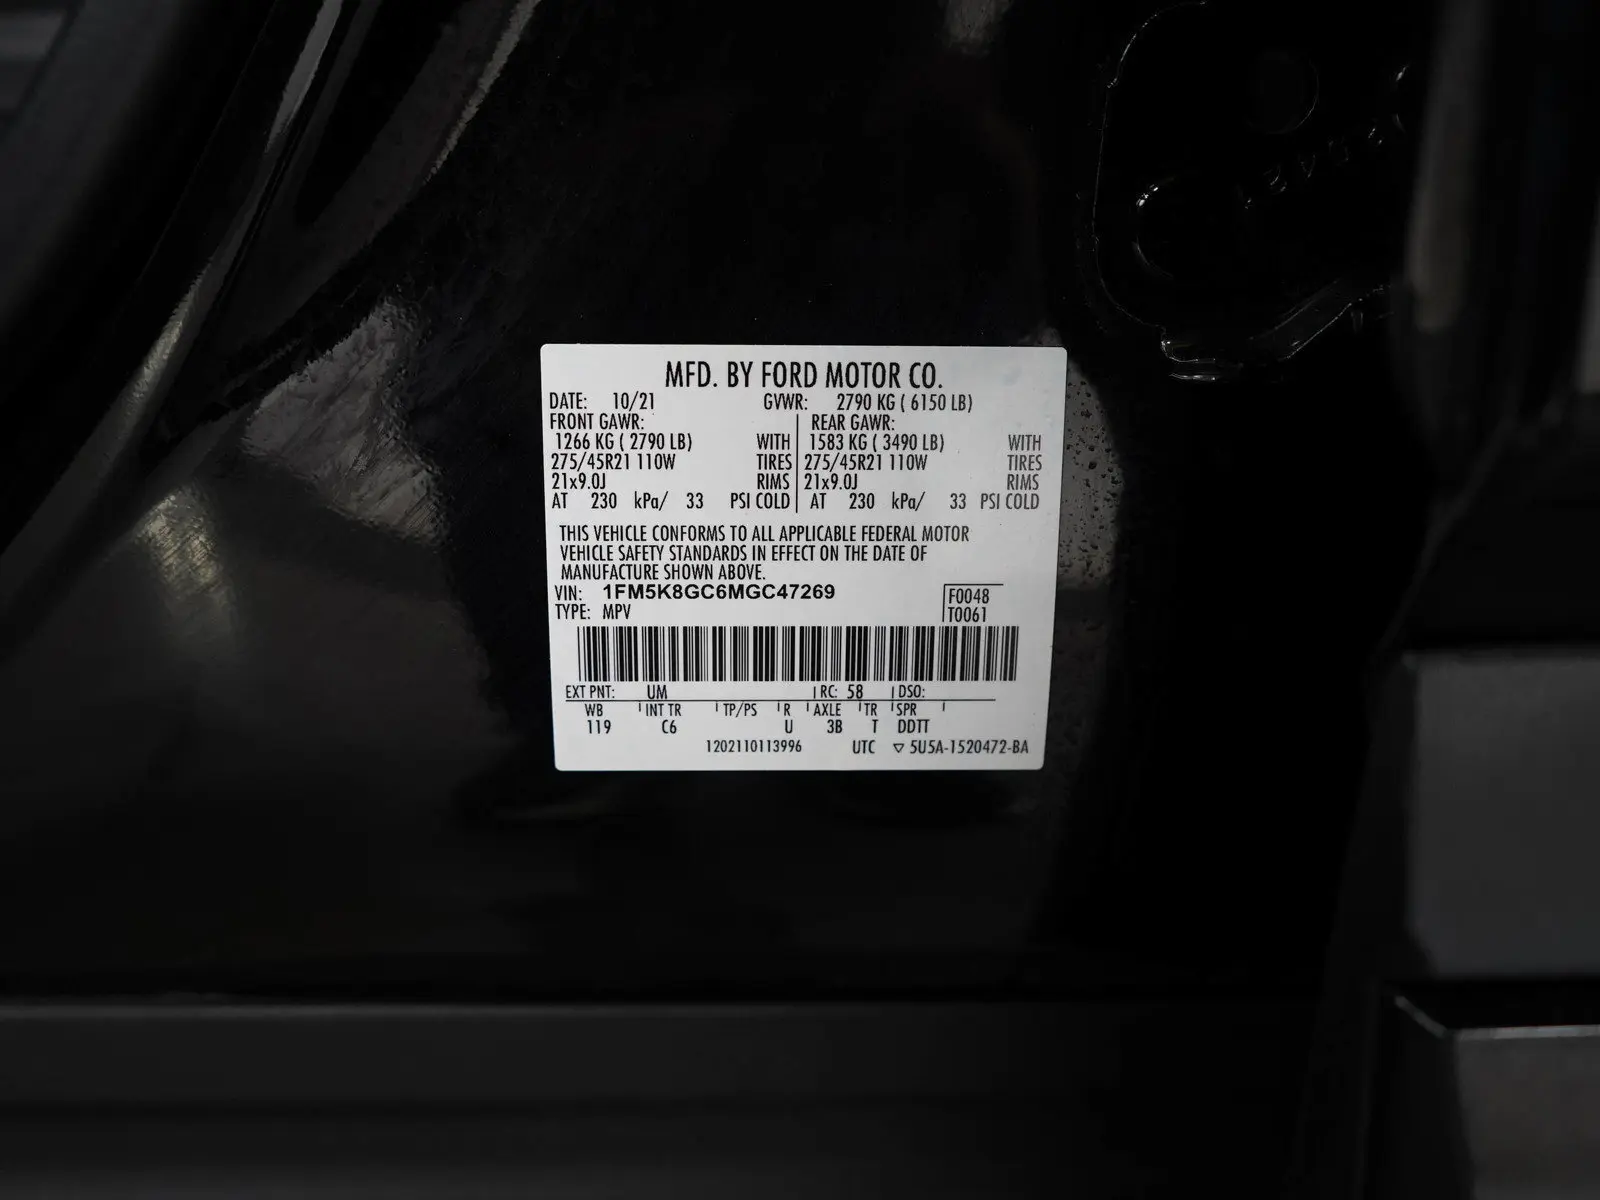 MFD. BY FORD MOTOR CO.
DATE: 10/21 GVWR: 2790 KG ( 6150 LB)
FRONT GAWR: REAR GAWR:
1266 KG ( 2790 LB) WITH 1583 KG ( 3490 LB) WITH
275/45R21 110W TIRES 275/45R21 110W TIRES
21x9.0J RIMS 21x9.0J RIMS
AT 230 kPa/ 33 PSI COLD AT 230 kPa/ 33 PSI COLD
THIS VEHICLE CONFORMS TO ALL APPLICABLE FEDERAL MOTOR
VEHICLE SAFETY STANDARDS IN EFFECT ON THE DATE OF
MANUFACTURE SHOWN ABOVE.
VIN: 1FM5K8GC6MGC47269 F0048
TYPE: MPV T0061
EXT PNT: UM RC: 58 DSO:
WB INT TR TP/PS R AXLE TR SPR
119 C6 U 3B T DDTT
1202110113996 UTC ▽ 5U5A-1520472-BA